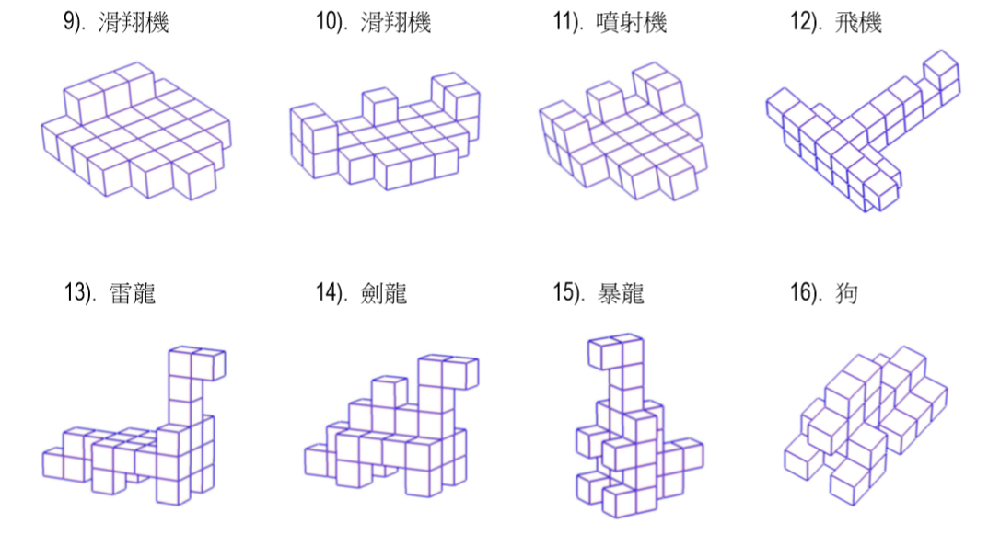 9). 滑翔機
10). 滑翔機
11). 噴射機
12). 飛機
13). 雷龍
14). 劍龍
15). 暴龍
16). 狗